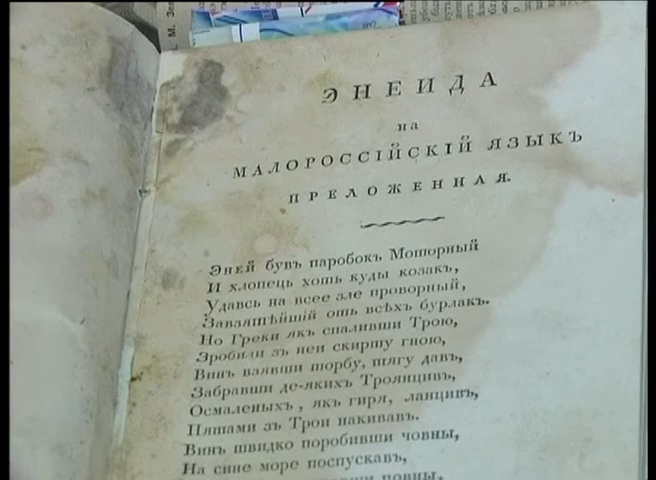 ЭНЕИДА
на
МАЛОРОССІЙСКІЙ ЯЗЫКЪ
ПРЕЛОЖЕННАЯ.
Эней бувъ паробокъ Моторный
И хлопець хоть куды козакъ,
Удавсь на всее зле проворный,
Завзятѣйшій отъ всѣхъ бурлакъ.
Но Греки якъ спаливши Трою,
Зробили зъ неи скирту гною,
Винъ взявши торбу, тягу давъ,
Забравши де-якихъ Троянцивъ,
Осмаленыхъ, якъ гиря, ланцивъ,
Пятами зъ Трои накивавъ.
Винъ швидко поробивши човны,
На сине море поспускавъ,